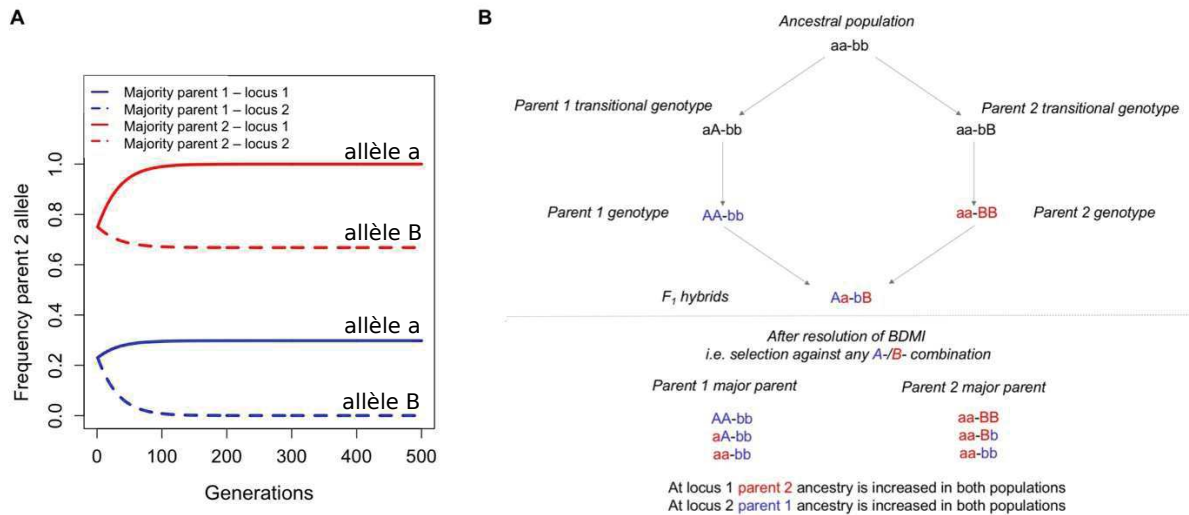 A
Majority parent 1 – locus 1
Majority parent 1 – locus 2
Majority parent 2 – locus 1
Majority parent 2 – locus 2
allèle a
allèle B
allèle a
allèle B
Frequency parent 2 allele
0.0
0.2
0.4
0.6
0.8
1.0
0
100
200
300
400
500
Generations
B
Ancestral population
aa-bb
Parent 1 transitional genotype
Parent 2 transitional genotype
aA-bb
aa-bB
Parent 1 genotype
AA-bb
aa-BB
Parent 2 genotype
F1 hybrids
Aa-bB
After resolution of BDMI
i.e. selection against any A-/B- combination
Parent 1 major parent
Parent 2 major parent
AA-bb
aa-BB
aA-bb
aa-Bb
aa-bb
aa-bb
At locus 1 parent 2 ancestry is increased in both populations
At locus 2 parent 1 ancestry is increased in both populations